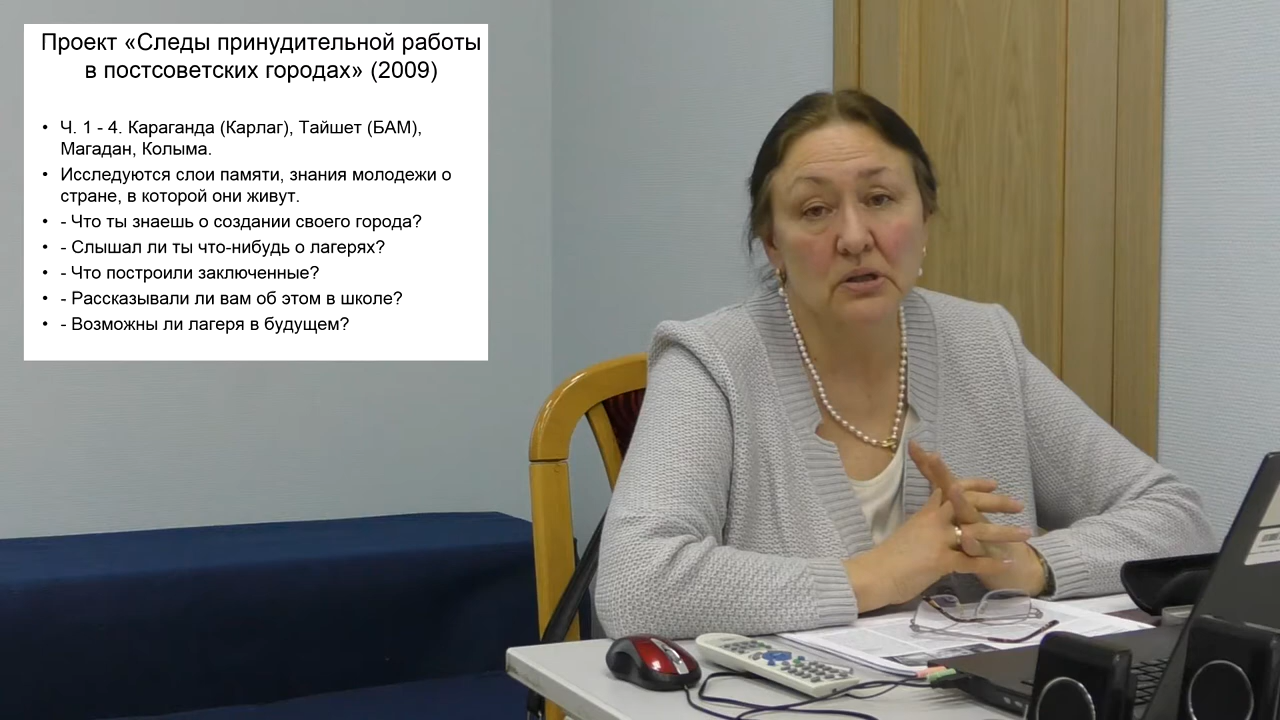 Проект «Следы принудительной работы
в постсоветских городах» (2009)
• Ч. 1 - 4. Караганда (Карлаг), Тайшет (БАМ),
Магадан, Колыма.
• Исследуются слои памяти, знания молодежи о
стране, в которой они живут.
• - Что ты знаешь о создании своего города?
• - Слышал ли ты что-нибудь о лагерях?
• - Что построили заключенные?
• - Рассказывали ли вам об этом в школе?
• - Возможны ли лагеря в будущем?